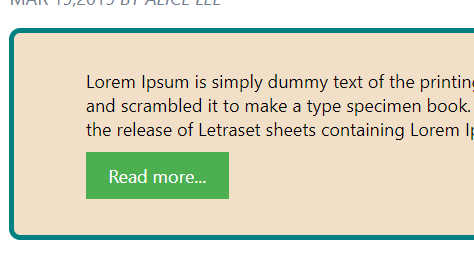 MAR 19,2019 BY ALICE LEE
Lorem Ipsum is simply dummy text of the printing
and scrambled it to make a type specimen book.
the release of Letraset sheets containing Lorem
Read more...